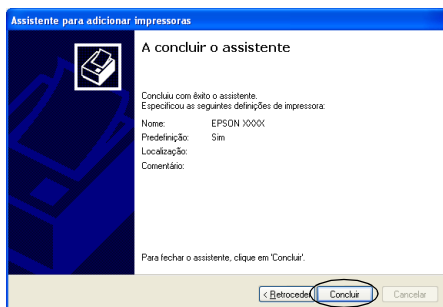 Assistente para adicionar impressoras
A concluir o assistente
Concluiu com êxito o assistente.
Especificou as seguintes definições de impressora:
Nome: EPSON XXXX
Predefinição: Sim
Localização:
Comentário:
Para fechar o assistente, clique em 'Concluir'.
< Retroceder Concluir Cancelar